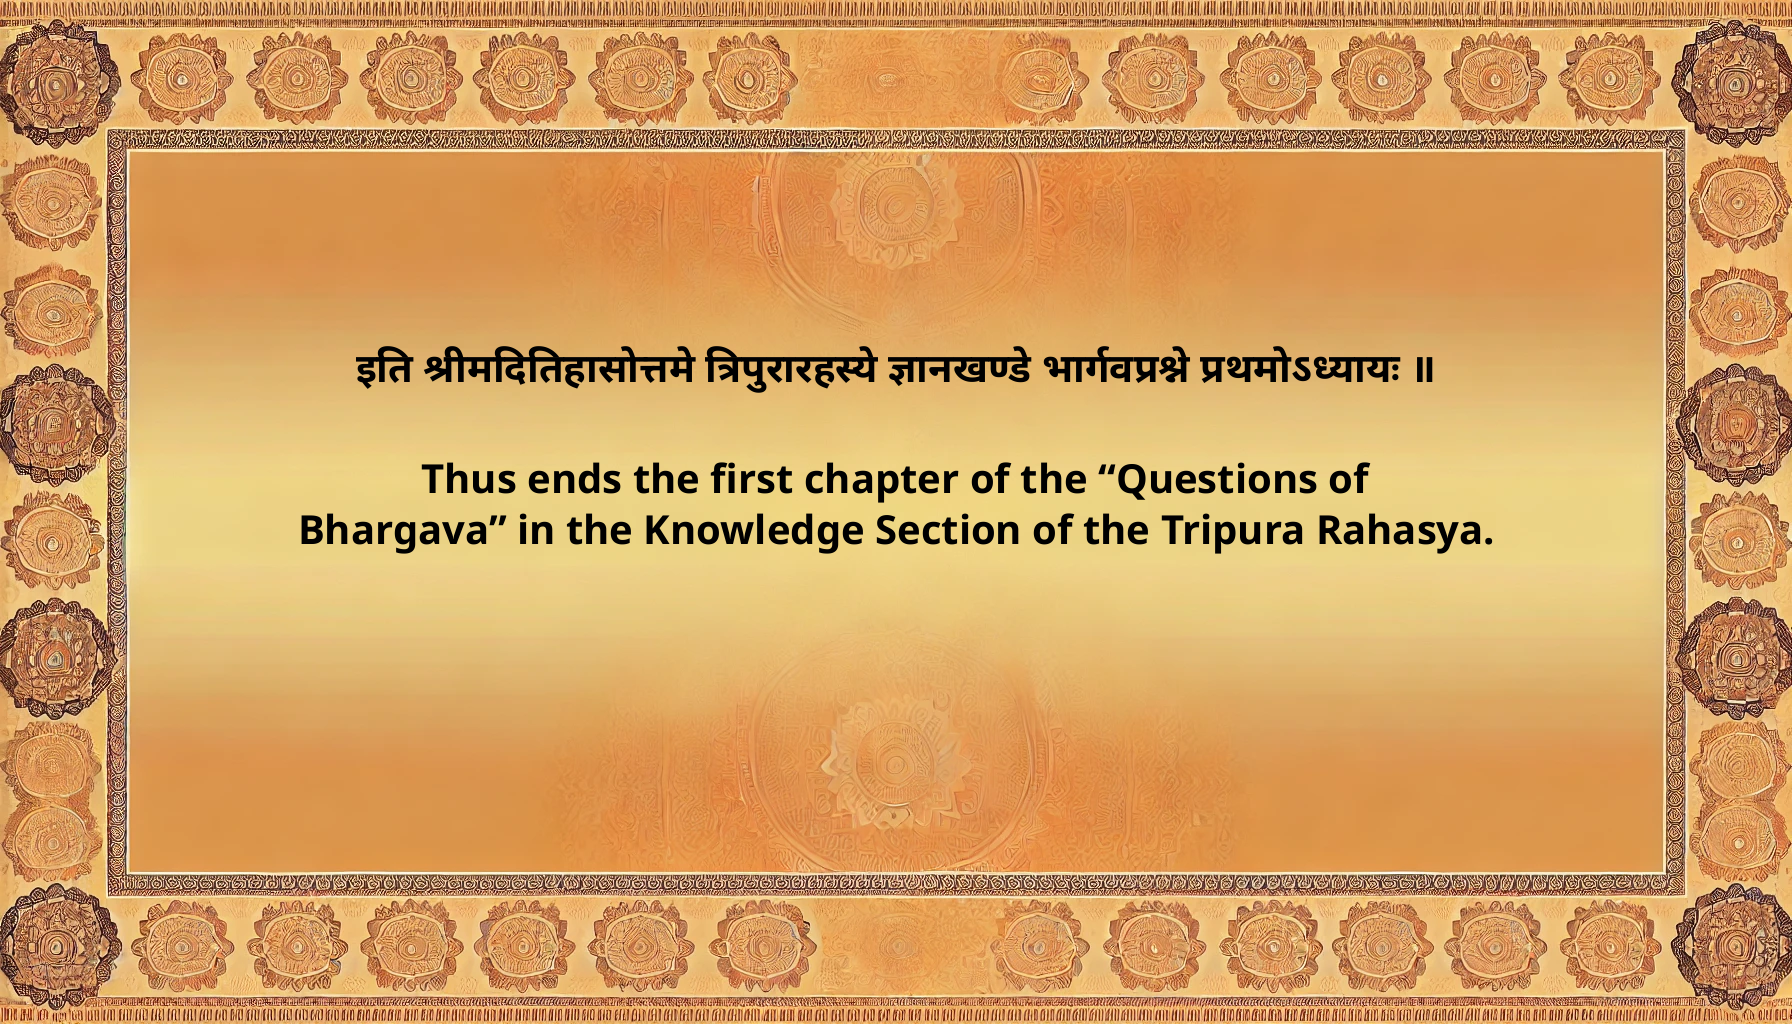 इति श्रीमदितिहासोत्तमे त्रिपुरारहस्ये ज्ञानखण्डे भार्गवप्रश्ने प्रथमोऽध्यायः ॥
Thus ends the first chapter of the “Questions of
Bhargava” in the Knowledge Section of the Tripura Rahasya.